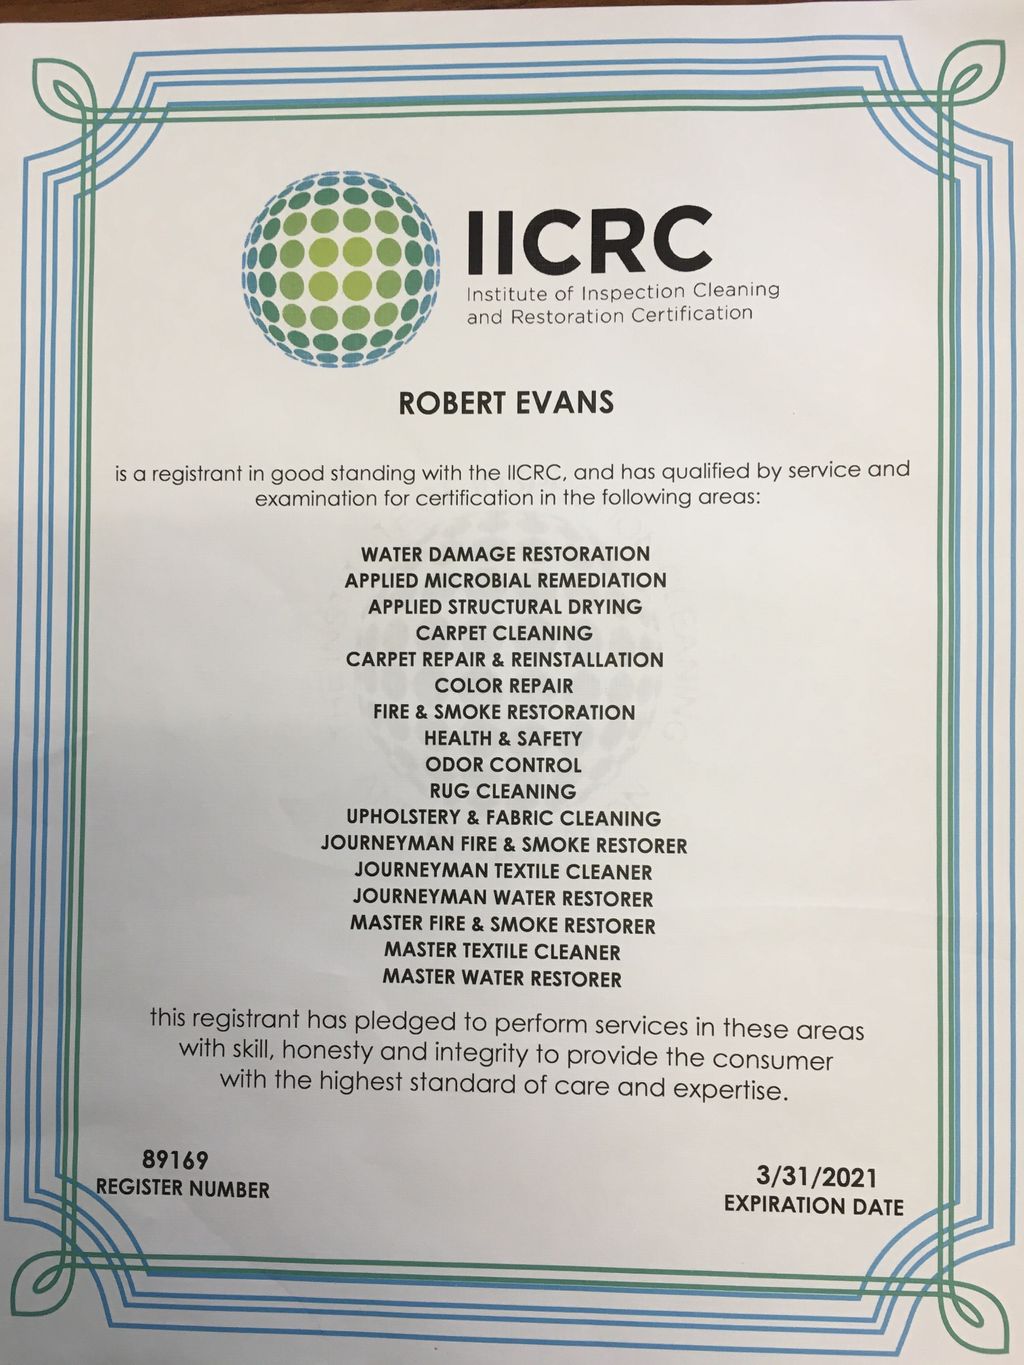 IICRC
Institute of Inspection Cleaning
and Restoration Certification
ROBERT EVANS
is a registrant in good standing with the IICRC, and has qualified by service and
examination for certification in the following areas:
WATER DAMAGE RESTORATION
APPLIED MICROBIAL REMEDIATION
APPLIED STRUCTURAL DRYING
CARPET CLEANING
CARPET REPAIR & REINSTALLATION
COLOR REPAIR
FIRE & SMOKE RESTORATION
HEALTH & SAFETY
ODOR CONTROL
RUG CLEANING
UPHOLSTERY & FABRIC CLEANING
JOURNEYMAN FIRE & SMOKE RESTORER
JOURNEYMAN TEXTILE CLEANER
JOURNEYMAN WATER RESTORER
MASTER FIRE & SMOKE RESTORER
MASTER TEXTILE CLEANER
MASTER WATER RESTORER
this registrant has pledged to perform services in these areas
with skill, honesty and integrity to provide the consumer
with the highest standard of care and expertise.
89169
REGISTER NUMBER
3/31/2021
EXPIRATION DATE